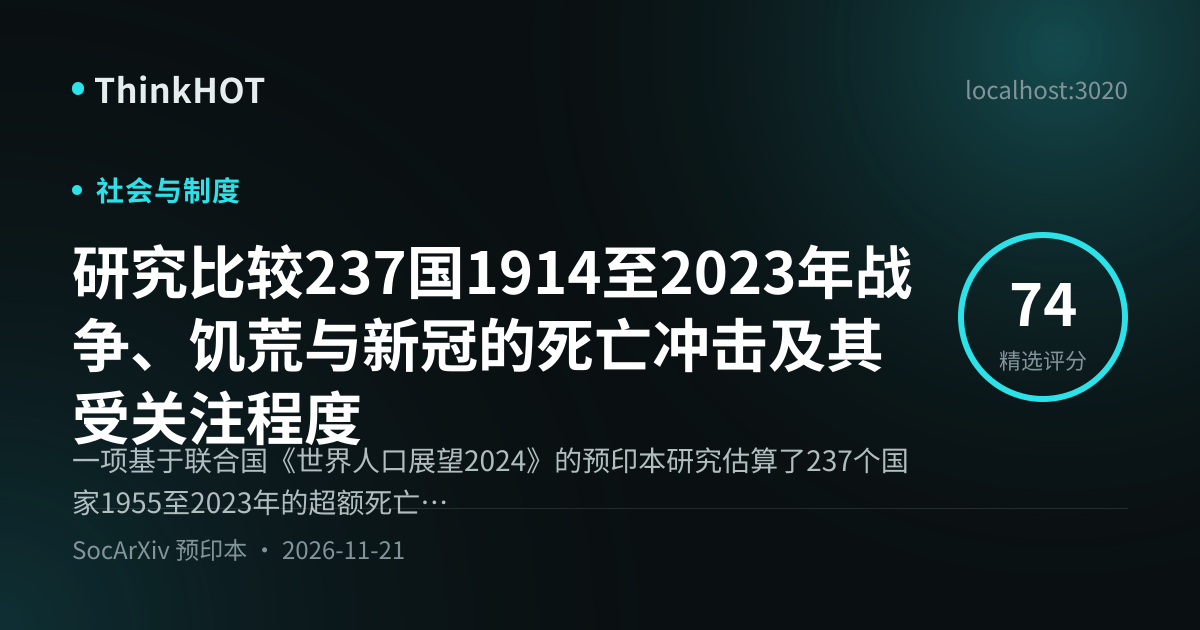 ThinkHOT
localhost:3020
社会与制度
研究比较237国1914至2023年战
争、饥荒与新冠的死亡冲击及其
受关注程度
74
精选评分
一项基于联合国《世界人口展望2024》的预印本研究估算了237个国
家1955至2023年的超额死亡…
SocArXiv 预印本 · 2026-11-21